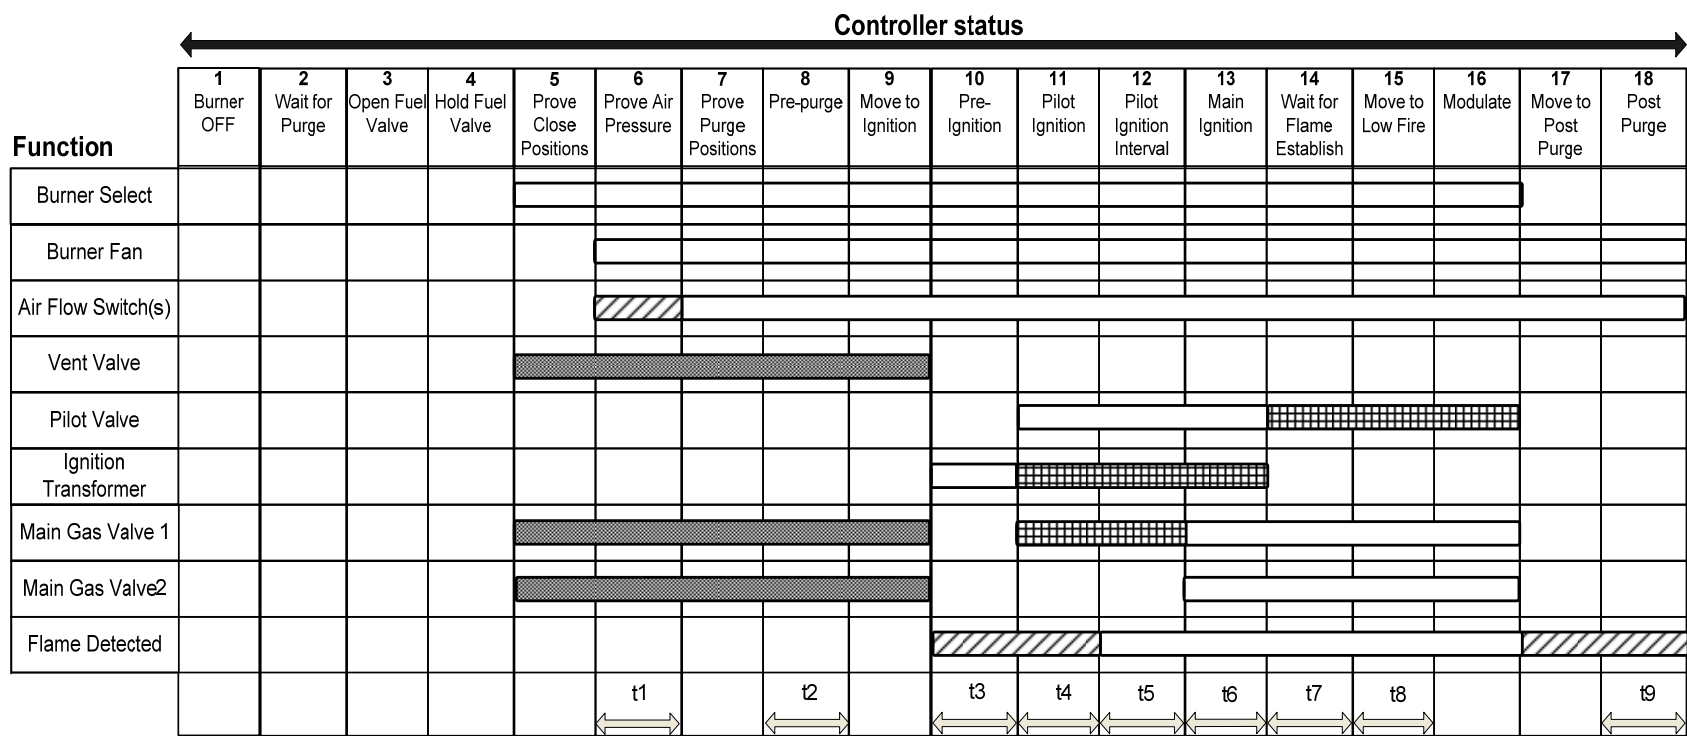 Controller status
1 2 3 4 5 6 7 8 9 10 11 12 13 14 15 16 17 18
Burner Wait for Open Fuel Hold Fuel Prove Prove Air Prove Pre-purge Move to Pre- Pilot Pilot Main Wait for Move to Modulate Move to Post
OFF Purge Valve Valve Close Pressure Purge Ignition Ignition Ignition Ignition Ignition Flame Low Fire Post Purge
Function Positions Positions Interval Establish Purge
Burner Select
Burner Fan
Air Flow Switch(s)
Vent Valve
Pilot Valve
Ignition
Transformer
Main Gas Valve 1
Main Gas Valve2
Flame Detected
t1 t2 t3 t4 t5 t6 t7 t8 t9